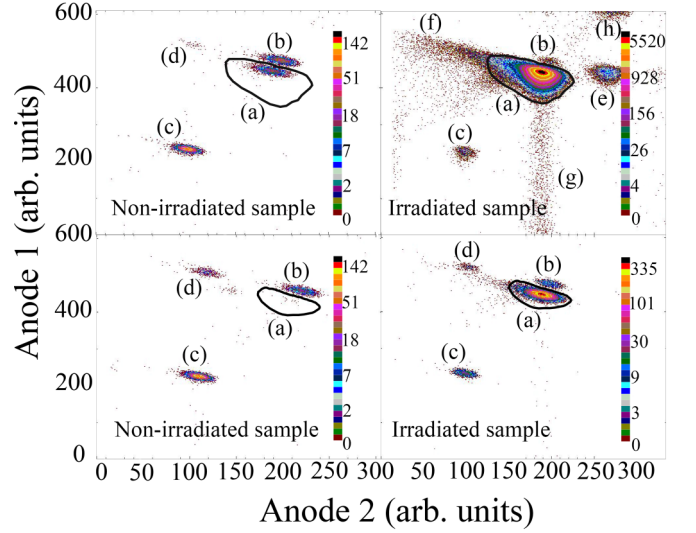 600
(d)
(b)
142
51
18
7
2
0
400
(a)
(c)
200
Non-irradiated sample
(f)
(b)
(h)
5520
928
156
26
4
0
(a)
(e)
(c)
(g)
Irradiated sample
Anode 1 (arb. units)
600
(d)
(b)
142
51
18
7
2
0
400
(a)
(c)
200
Non-irradiated sample
0
(d)
(b)
335
101
30
9
3
0
(a)
(c)
Irradiated sample
0 50 100 150 200 250 300 50 100 150 200 250 300
Anode 2 (arb. units)